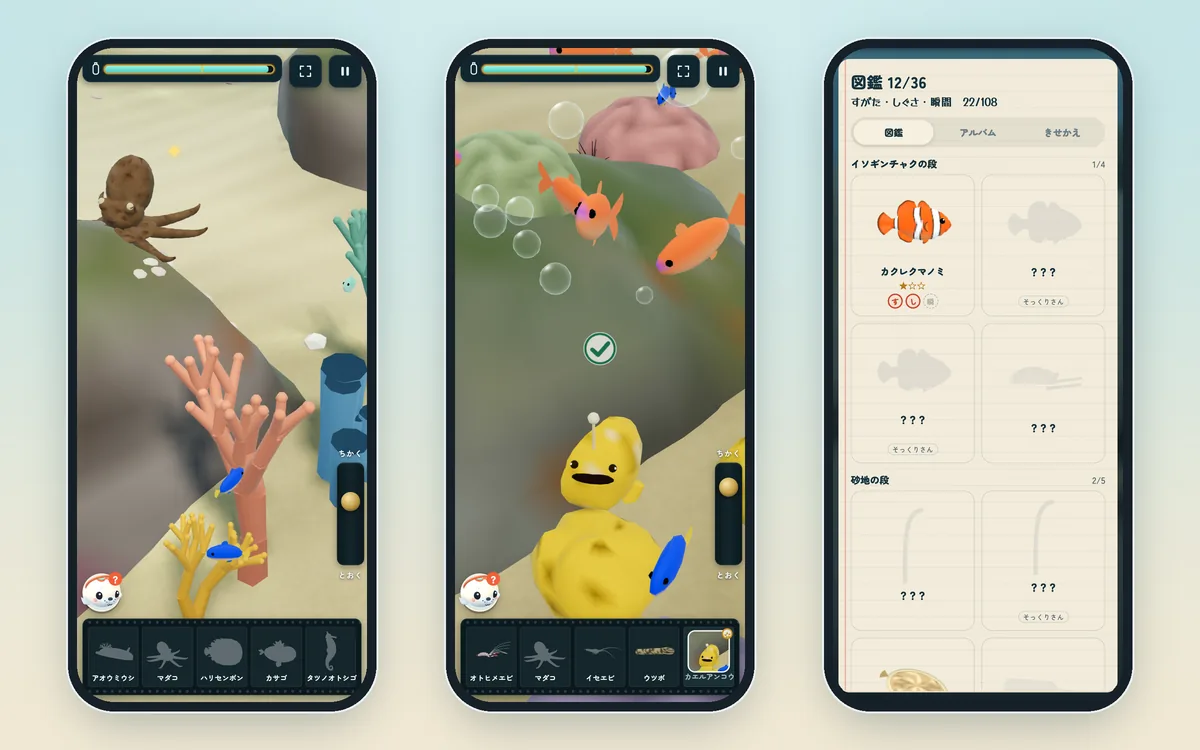 ちかく
とおく
?
アオウミウシ
マダコ
ハリセンボン
カサゴ
タツノオトシゴ
ちかく
とおく
?
オトヒメエビ
マダコ
イセエビ
ウツボ
カエルアンコウ
図鑑 12/36
すがた・しぐさ・瞬間 22/108
図鑑
アルバム
きせかえ
イソギンチャクの段
1/4
カクレクマノミ
★☆☆
す
し
瞬
???
そっくりさん
???
そっくりさん
???
砂地の段
2/5
???
???
そっくりさん